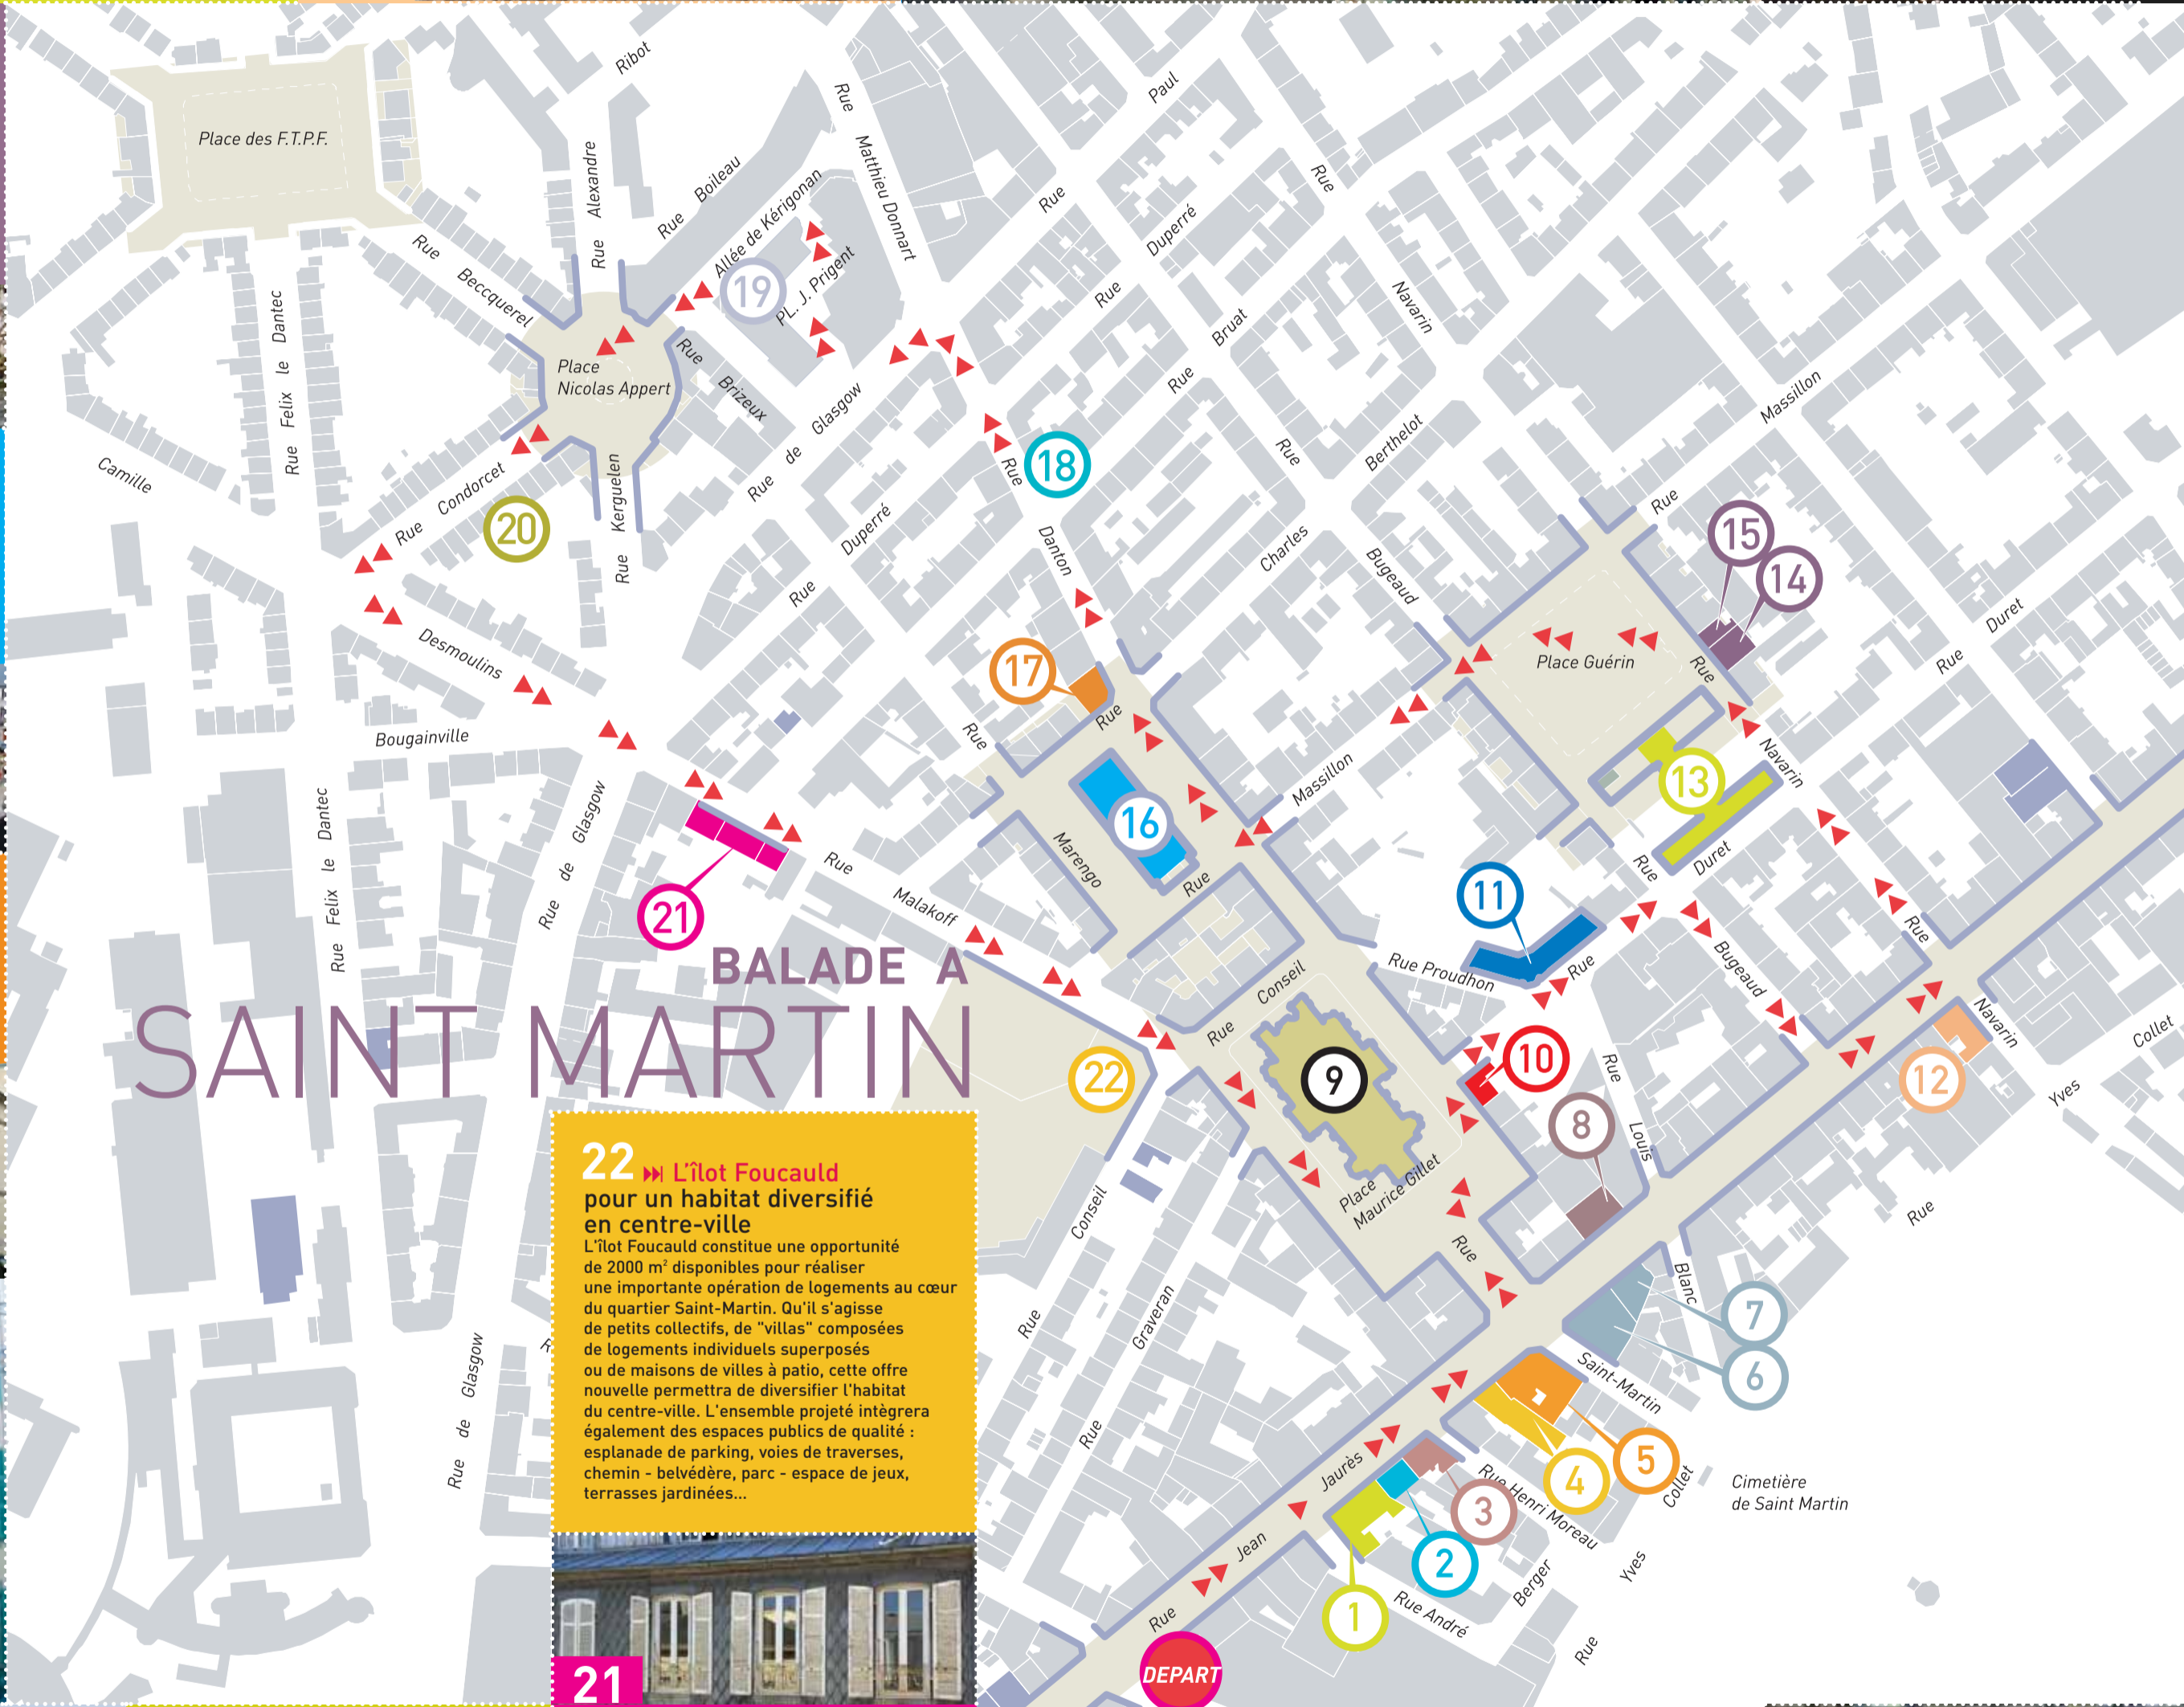 Ribot
Paul
Place des F.T.P.F.
Rue Alexandre
Rue Boileau
Allée de Kérigonan
Rue Matthieu Donnart
Rue
Rue
Duperré
Rue Beccquerel
19
PL. J. Prigent
Rue
Bruat
Navarin
Place
Nicolas Appert
Rue Brizeux
Rue Felix le Dantec
Rue de Glasgow
Rue
Massillon
Camille
Rue Condorcet
20
Rue Kerguelen
Duperré
Rue
18
Rue Danton
Rue
Berthelot
Charles
Bugeaud
Rue
15
14
Duret
Rue
Desmoulins
17
Rue
Rue
Place Guérin
Rue
Navarin
Bougainville
Massillon
13
16
Marengo
Rue
Rue Felix le Dantec
Rue de Glasgow
21
Rue Malakoff
Rue Duret
11
Rue Proudhon
Rue
Bugeaud
Rue
Navarin
BALADE A
SAINT MARTIN
Rue Conseil
22
9
10
12
Collet
Yves
Rue
8
Rue Louis
Blanc
Place
Maurice Gillet
Rue
7
6
Saint-Martin
5
4
3
2
1
Rue Conseil
Rue Graveran
Rue de Glasgow
R
Rue Jean Jaurès
Rue Henri Moreau
Collet
Yves
Rue
Cimetière
de Saint Martin
Berger
Rue André
DEPART
22 L'îlot Foucauld
pour un habitat diversifié
en centre-ville
L'îlot Foucauld constitue une opportunité
de 2000 m² disponibles pour réaliser
une importante opération de logements au cœur
du quartier Saint-Martin. Qu'il s'agisse
de petits collectifs, de "villas" composées
de logements individuels superposés
ou de maisons de villes à patio, cette offre
nouvelle permettra de diversifier l'habitat
du centre-ville. L'ensemble projeté intègrera
également des espaces publics de qualité :
esplanade de parking, voies de traverses,
chemin - belvédère, parc - espace de jeux,
terrasses jardinées...
21